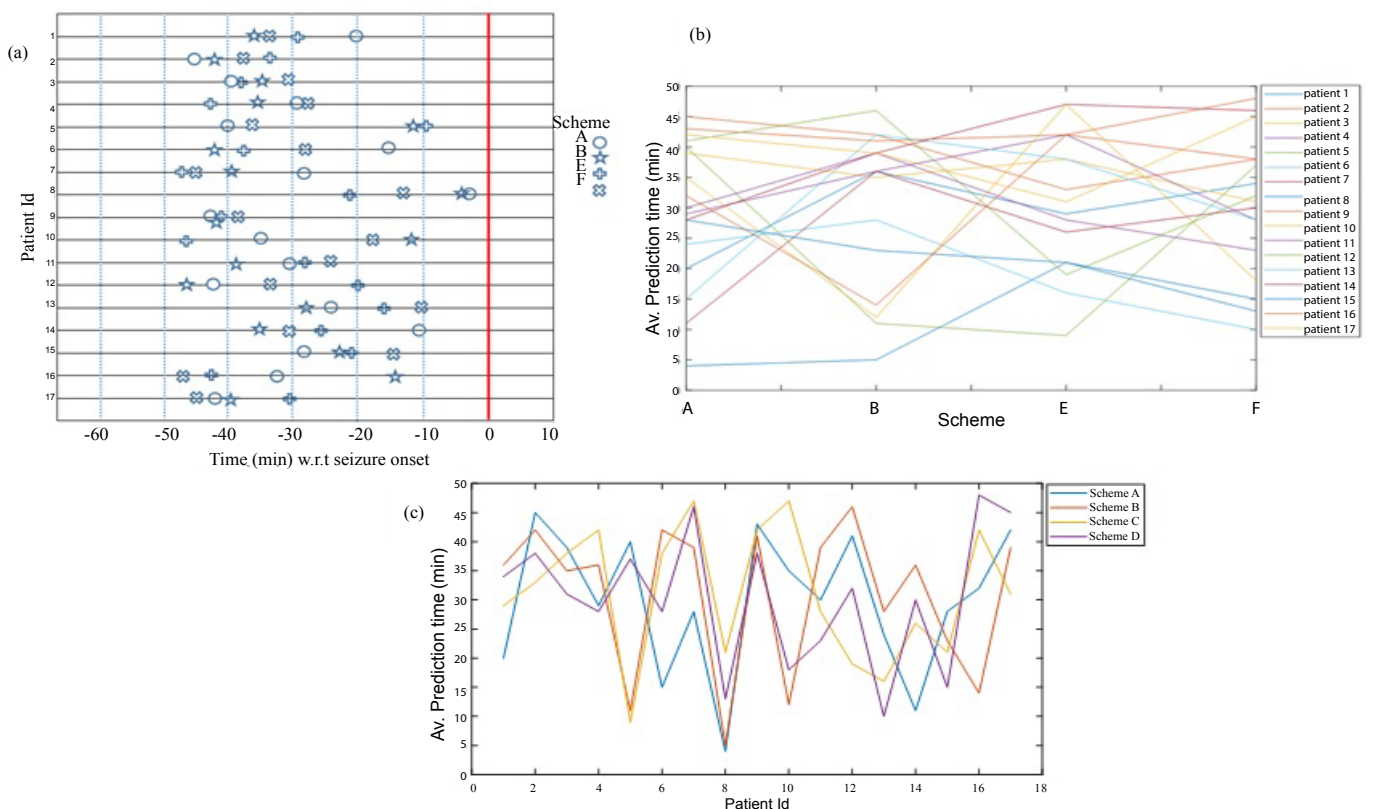 (a)
Patient Id
1
2
3
4
5
6
7
8
9
10
11
12
13
14
15
16
17
-60 -50 -40 -30 -20 -10 0 10
Time (min) w.r.t seizure onset
Scheme
A
B
E
F
(b)
Av. Prediction time (min)
50
45
40
35
30
25
20
15
10
5
0
A B E F
Scheme
patient 1
patient 2
patient 3
patient 4
patient 5
patient 6
patient 7
patient 8
patient 9
patient 10
patient 11
patient 12
patient 13
patient 14
patient 15
patient 16
patient 17
(c)
Av. Prediction time (min)
50
45
40
35
30
25
20
15
10
5
0
0 2 4 6 8 10 12 14 16 18
Patient Id
Scheme A
Scheme B
Scheme C
Scheme D